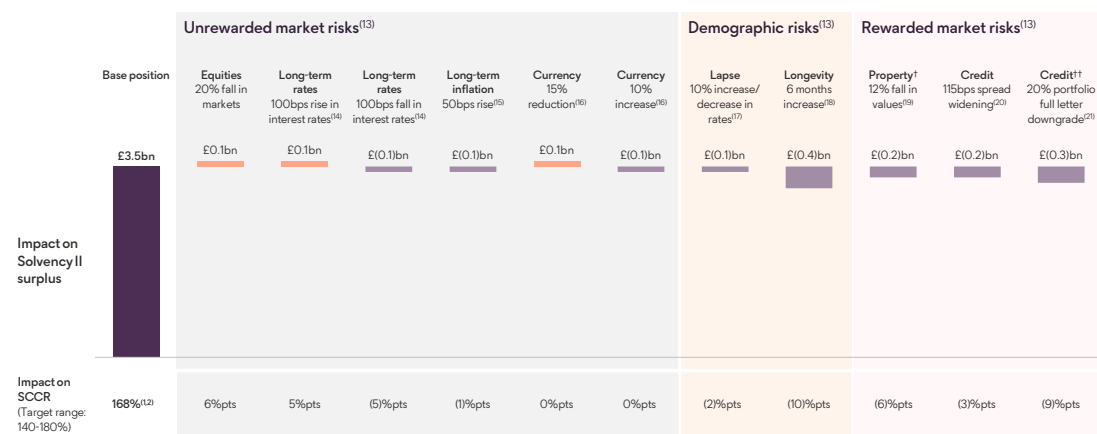 Unrewarded market risks(13)
Demographic risks(13)
Rewarded market risks(13)
Base position
Equities
20% fall in
markets
Long-term
rates
100bps rise in
interest rates(14)
Long-term
rates
100bps fall in
interest rates(14)
Long-term
inflation
50bps rise(15)
Currency
15%
reduction(16)
Currency
10%
increase(16)
Lapse
10% increase/
decrease in
rates(17)
Longevity
6 months
increase(18)
Property†
12% fall in
values(19)
Credit
115bps spread
widening(20)
Credit††
20% portfolio
full letter
downgrade(21)
£3.5bn
£0.1bn
£0.1bn
£(0.1)bn
£(0.1)bn
£0.1bn
£(0.1)bn
£(0.1)bn
£(0.4)bn
£(0.2)bn
£(0.2)bn
£(0.3)bn
Impact on
Solvency II
surplus
Impact on
SCCR
(Target range:
140-180%)
168%(1,2)
6%pts
5%pts
(5)%pts
(1)%pts
0%pts
0%pts
(2)%pts
(10)%pts
(6)%pts
(3)%pts
(9)%pts